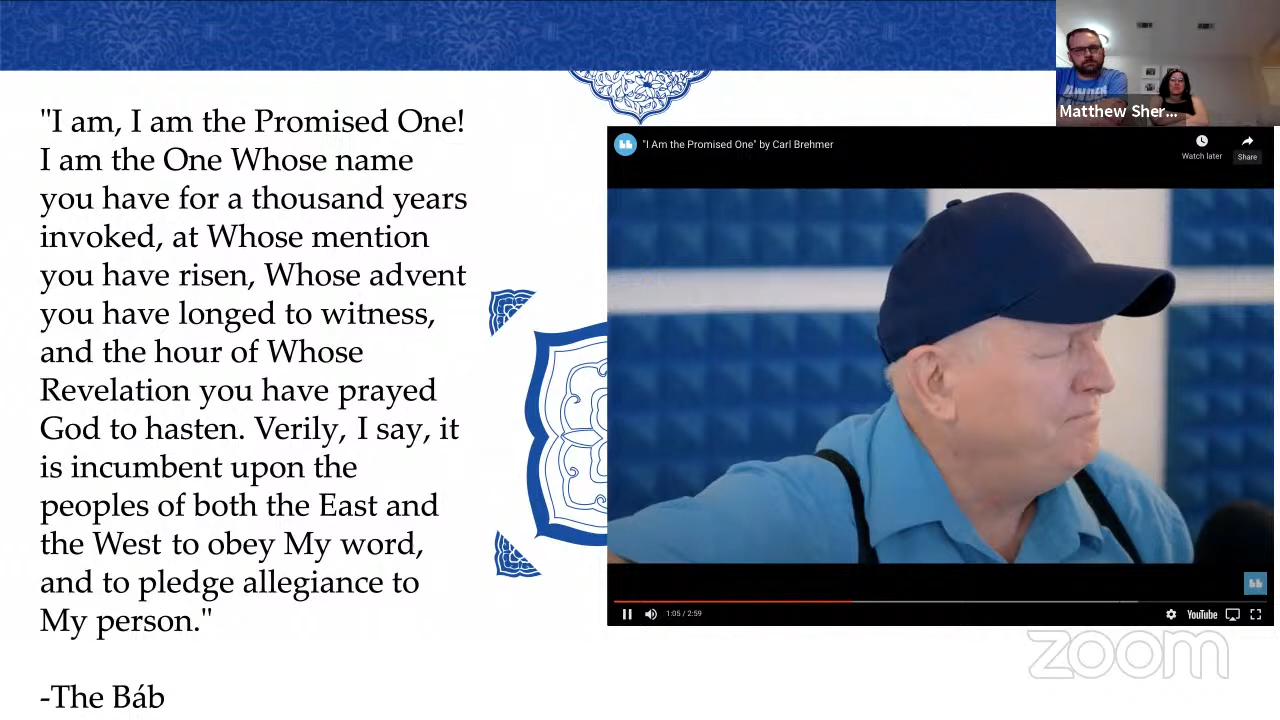 "I am, I am the Promised One!
I am the One Whose name
you have for a thousand years
invoked, at Whose mention
you have risen, Whose advent
you have longed to witness,
and the hour of Whose
Revelation you have prayed
God to hasten. Verily, I say, it
is incumbent upon the
peoples of both the East and
the West to obey My word,
and to pledge allegiance to
My person."
-The Báb
Matthew Sher...
"I Am the Promised One" by Carl Brehmer
Watch later
Share
1:05 / 2:59
YouTube
zoom